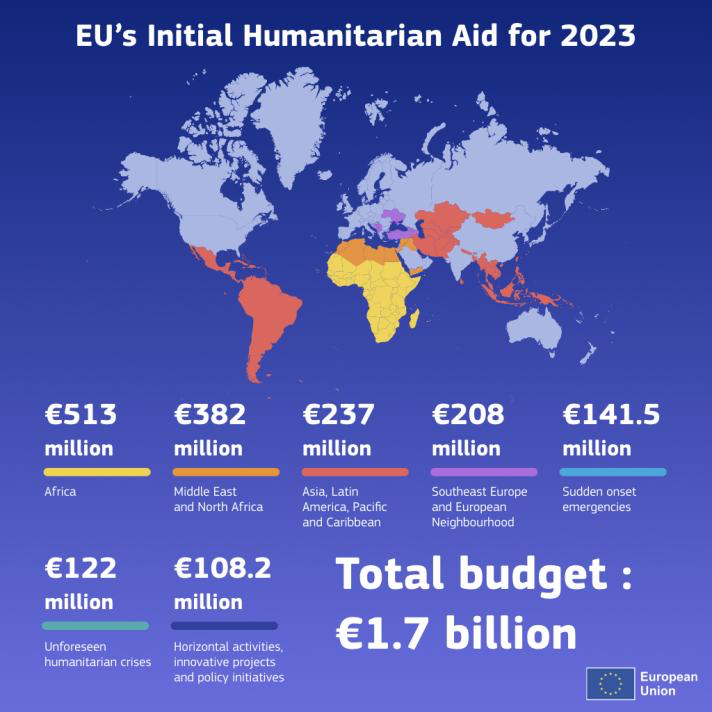 EU's Initial Humanitarian Aid for 2023
€513
million
Africa
€382
million
Middle East
and North Africa
€237
million
Asia, Latin
America, Pacific
and Caribbean
€208
million
Southeast Europe
and European
Neighbourhood
€141.5
million
Sudden onset
emergencies
€122
million
Unforeseen
humanitarian crises
€108.2
million
Horizontal activities,
innovative projects
and policy initiatives
Total budget :
€1.7 billion
European
Union